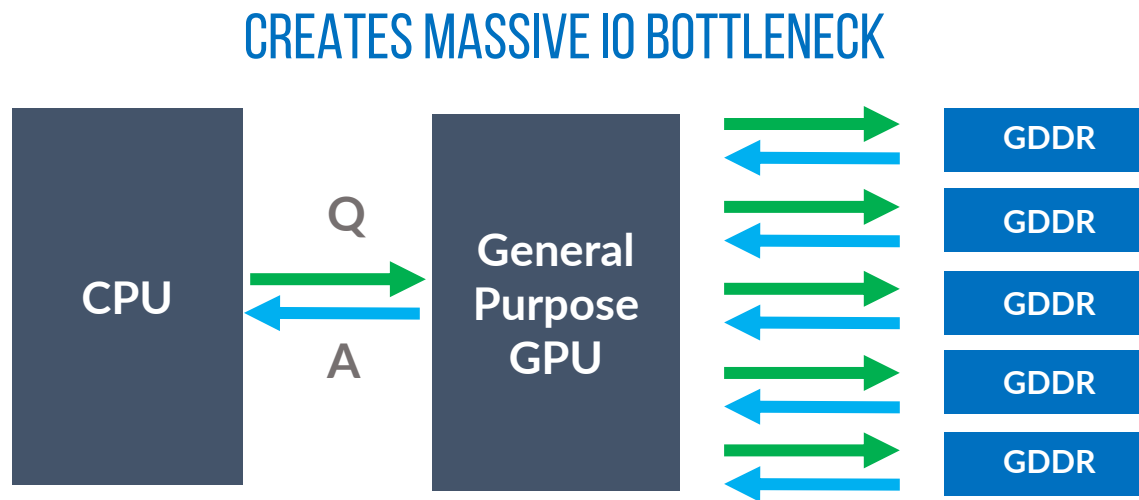 CREATES MASSIVE IO BOTTLENECK
CPU
Q
A
General
Purpose
GPU
GDDR
GDDR
GDDR
GDDR
GDDR